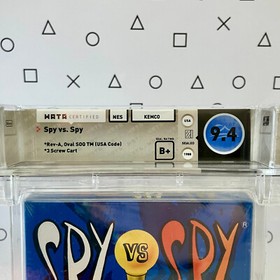 WATA CERTIFIED NES KEMCO
Spy vs. Spy
*Rev-A, Oval SOQ TM (USA Code)
*3 Screw Cart
B+
USA
SEALED
1988
9.4
SPY VS SPY